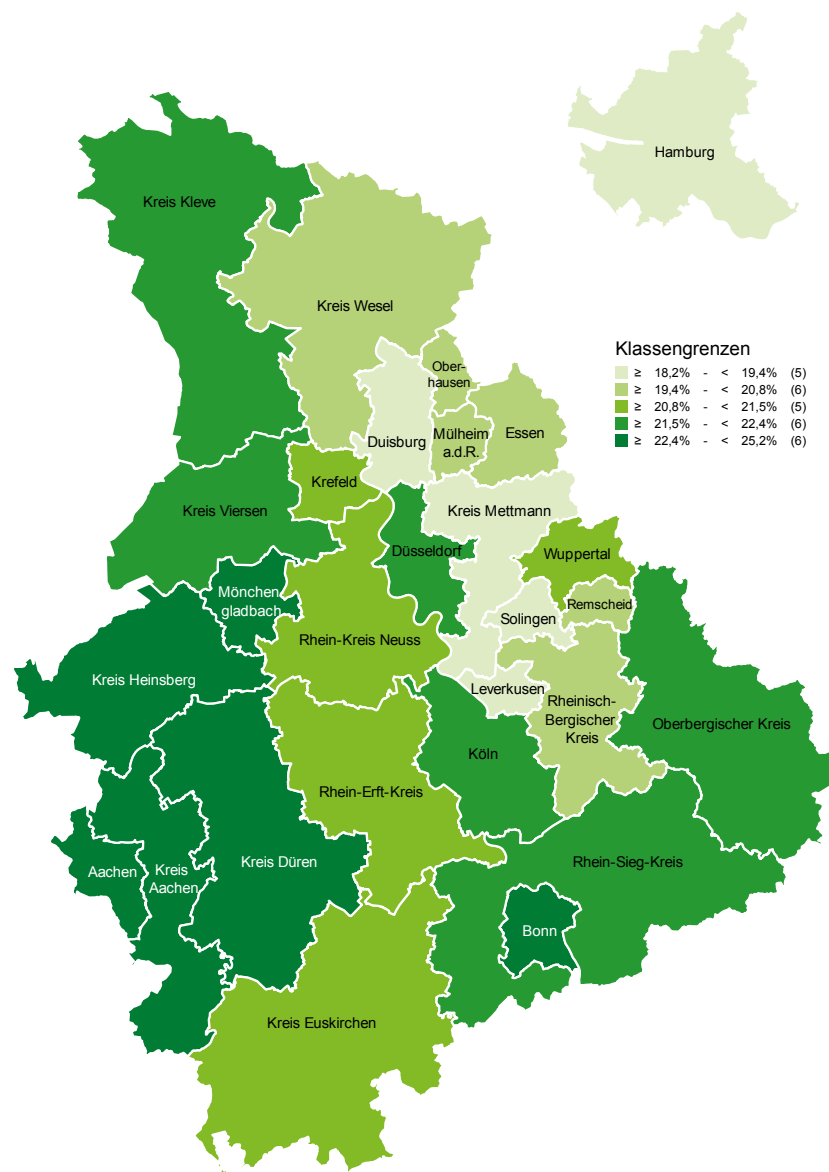 Hamburg
Kreis Kleve
Kreis Wesel
Klassengrenzen
≥ 18,2% - < 19,4% (5)
≥ 19,4% - < 20,8% (6)
≥ 20,8% - < 21,5% (5)
≥ 21,5% - < 22,4% (6)
≥ 22,4% - < 25,2% (6)
Ober-
hausen
Duisburg
Mülheim
a.d.R.
Essen
Krefeld
Kreis Viersen
Kreis Mettmann
Düsseldorf
Wuppertal
Mönchen
gladbach
Remscheid
Solingen
Rhein-Kreis Neuss
Kreis Heinsberg
Leverkusen
Rheinisch-
Bergischer
Kreis
Oberbergischer Kreis
Köln
Rhein-Erft-Kreis
Aachen
Kreis
Aachen
Kreis Düren
Rhein-Sieg-Kreis
Bonn
Kreis Euskirchen